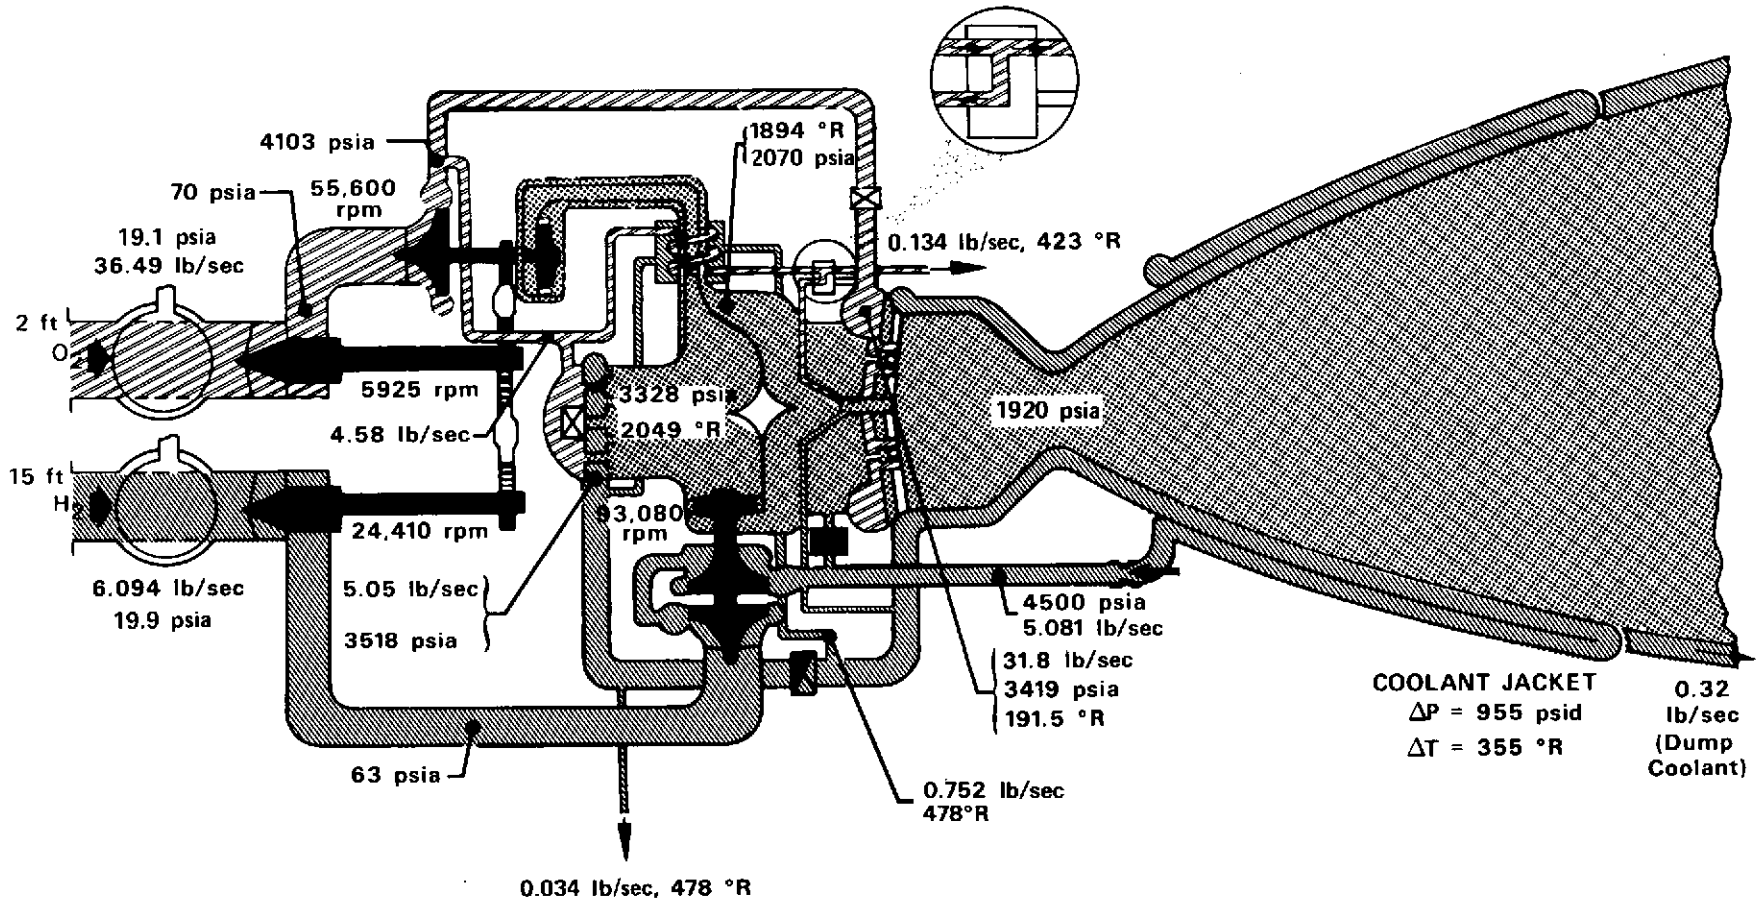 4103 psia
1894 °R
2070 psia
70 psia
55,600
rpm
19.1 psia
36.49 lb/sec
0.134 lb/sec, 423 °R
2 ft
O2
5925 rpm
3328 psia
1920 psia
4.58 lb/sec
2049 °R
15 ft
H2
24,410 rpm
93,080
rpm
6.094 lb/sec
19.9 psia
5.05 lb/sec
3518 psia
4500 psia
5.081 lb/sec
31.8 lb/sec
3419 psia
191.5 °R
COOLANT JACKET
ΔP = 955 psid
ΔT = 355 °R
0.32
lb/sec
(Dump
Coolant)
63 psia
0.752 lb/sec
478°R
0.034 lb/sec, 478 °R